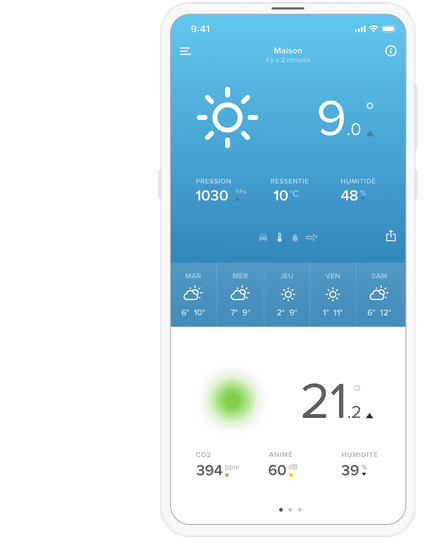 9:41
Maison
il y a 2 minutes
9.0°
PRESSION RESSENTIE HUMIDITÉ
1030 hPa 10 °C 48 %
MAR MER JEU VEN SAM
6° 10° 7° 9° 2° 9° 1° 11° 6° 12°
21.2°
CO2 ANIMÉ HUMIDITÉ
394 ppm 60 dB 39 %